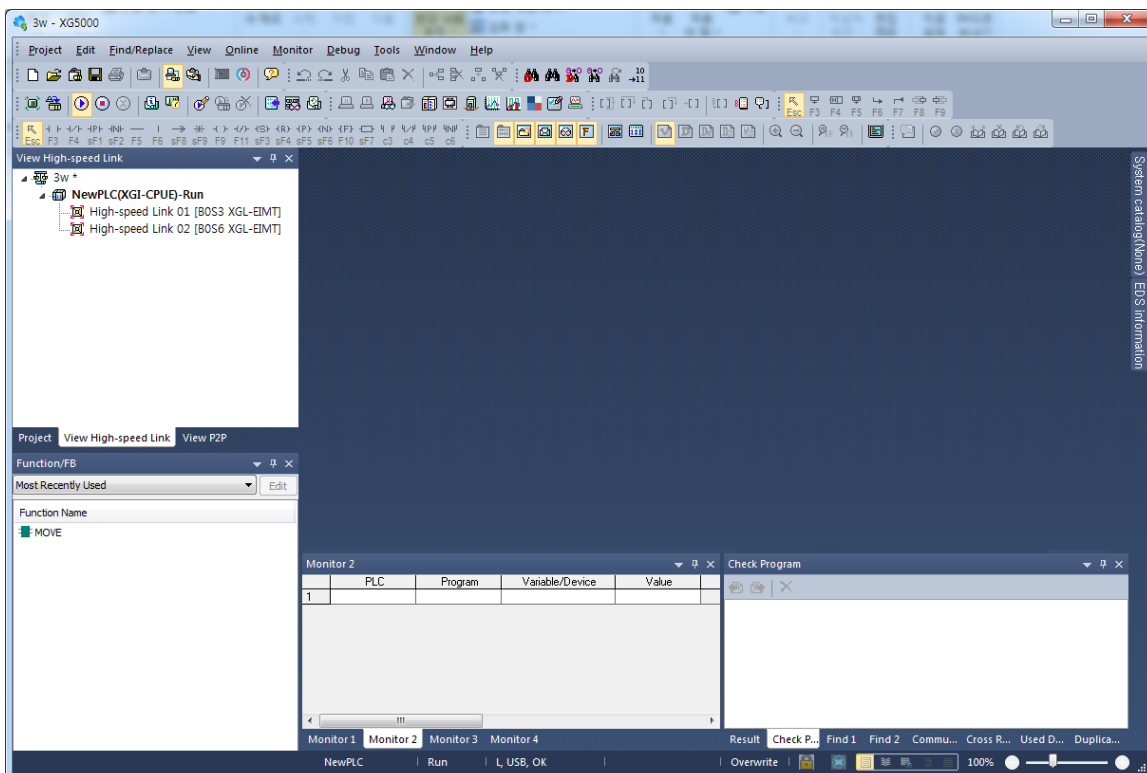 3w - XG5000
Project Edit Find/Replace View Online Monitor Debug Tools Window Help
Esc F3 F4 F5 F6 F7 F8 F9
Esc F3 F4 sF1 sF2 F5 F6 sF8 sF9 F9 F11 sF3 sF4 sF5 sF6 F10 sF7 c3 c4 c5 c6
View High-speed Link
3w *
NewPLC(XGI-CPUE)-Run
High-speed Link 01 [B0S3 XGL-EIMT]
High-speed Link 02 [B0S6 XGL-EIMT]
System catalog(None)
EDS information
Project View High-speed Link View P2P
Function/FB
Most Recently Used Edit
Function Name
MOVE
Monitor 2
PLC Program Variable/Device Value
1
Monitor 1 Monitor 2 Monitor 3 Monitor 4
Check Program
Result Check P... Find 1 Find 2 Commu... Cross R... Used D... Duplica...
NewPLC Run L, USB, OK Overwrite 100%